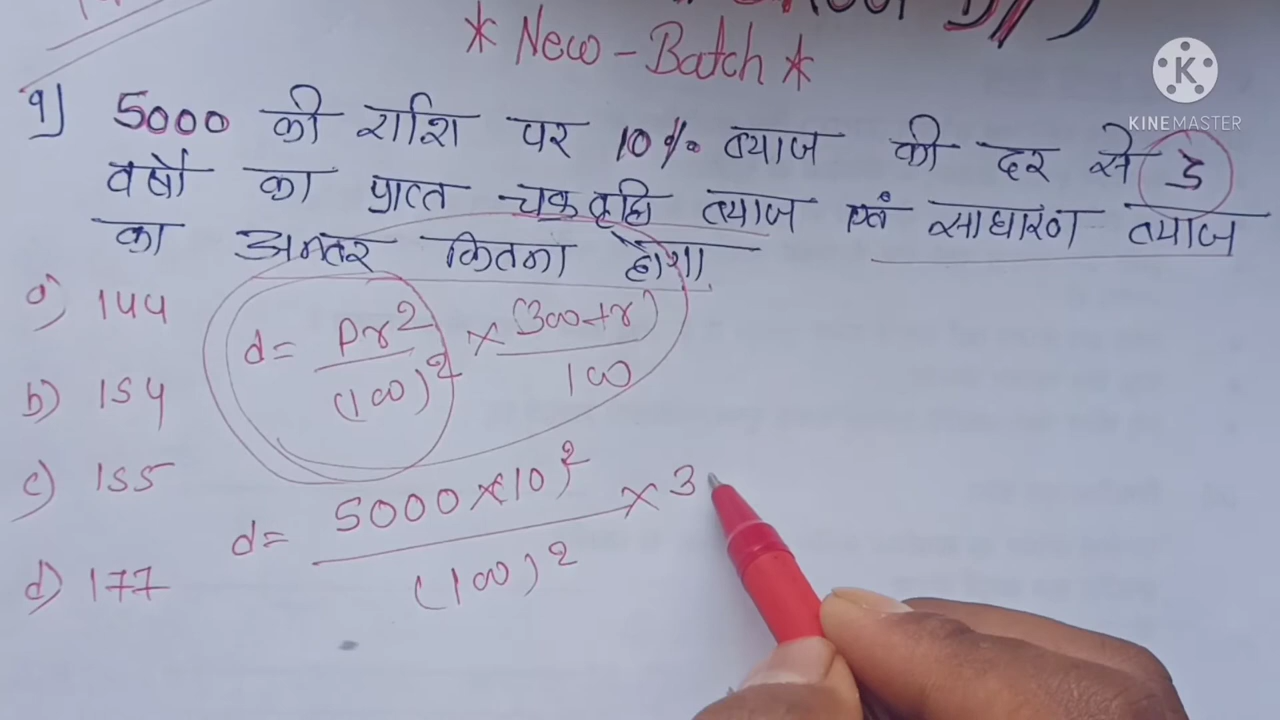 * New - Batch *
KINEMASTER
9) 5000 की राशि पर 10% ब्याज की दर से 3
वर्षो का प्राप्त चक्रवृद्धि ब्याज एवं साधारण ब्याज
का अन्तर कितना होगा.
a) 144
d = pr² / (100)² × (300+r) / 100
b) 154
c) 155
d = 5000 × (10)² / (100)² × 3
d) 177